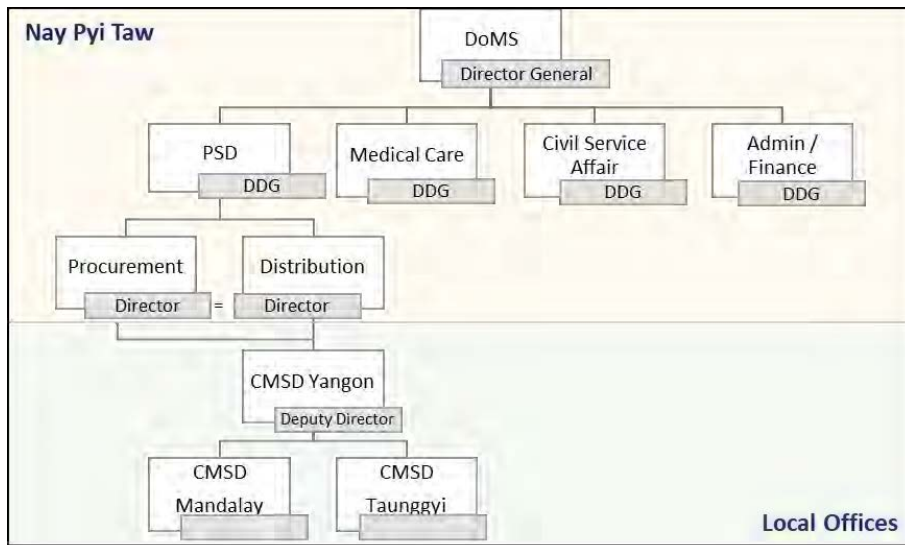 Nay Pyi Taw
DoMS
Director General
PSD
DDG
Medical Care
DDG
Civil Service
Affair
DDG
Admin /
Finance
DDG
Procurement
Director
=
Distribution
Director
CMSD Yangon
Deputy Director
CMSD
Mandalay
CMSD
Taunggyi
Local Offices